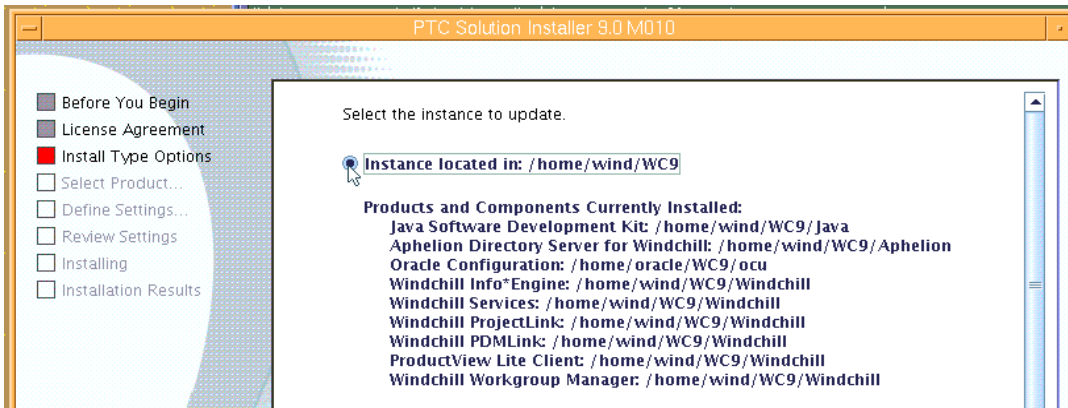 PTC Solution Installer 9.0 M010
Before You Begin
License Agreement
Install Type Options
Select Product...
Define Settings...
Review Settings
Installing
Installation Results
Select the instance to update.
Instance located in: /home/wind/WC9
Products and Components Currently Installed:
Java Software Development Kit: /home/wind/WC9/Java
Aphelion Directory Server for Windchill: /home/wind/WC9/Aphelion
Oracle Configuration: /home/oracle/WC9/ocu
Windchill Info*Engine: /home/wind/WC9/Windchill
Windchill Services: /home/wind/WC9/Windchill
Windchill ProjectLink: /home/wind/WC9/Windchill
Windchill PDMLink: /home/wind/WC9/Windchill
ProductView Lite Client: /home/wind/WC9/Windchill
Windchill Workgroup Manager: /home/wind/WC9/Windchill